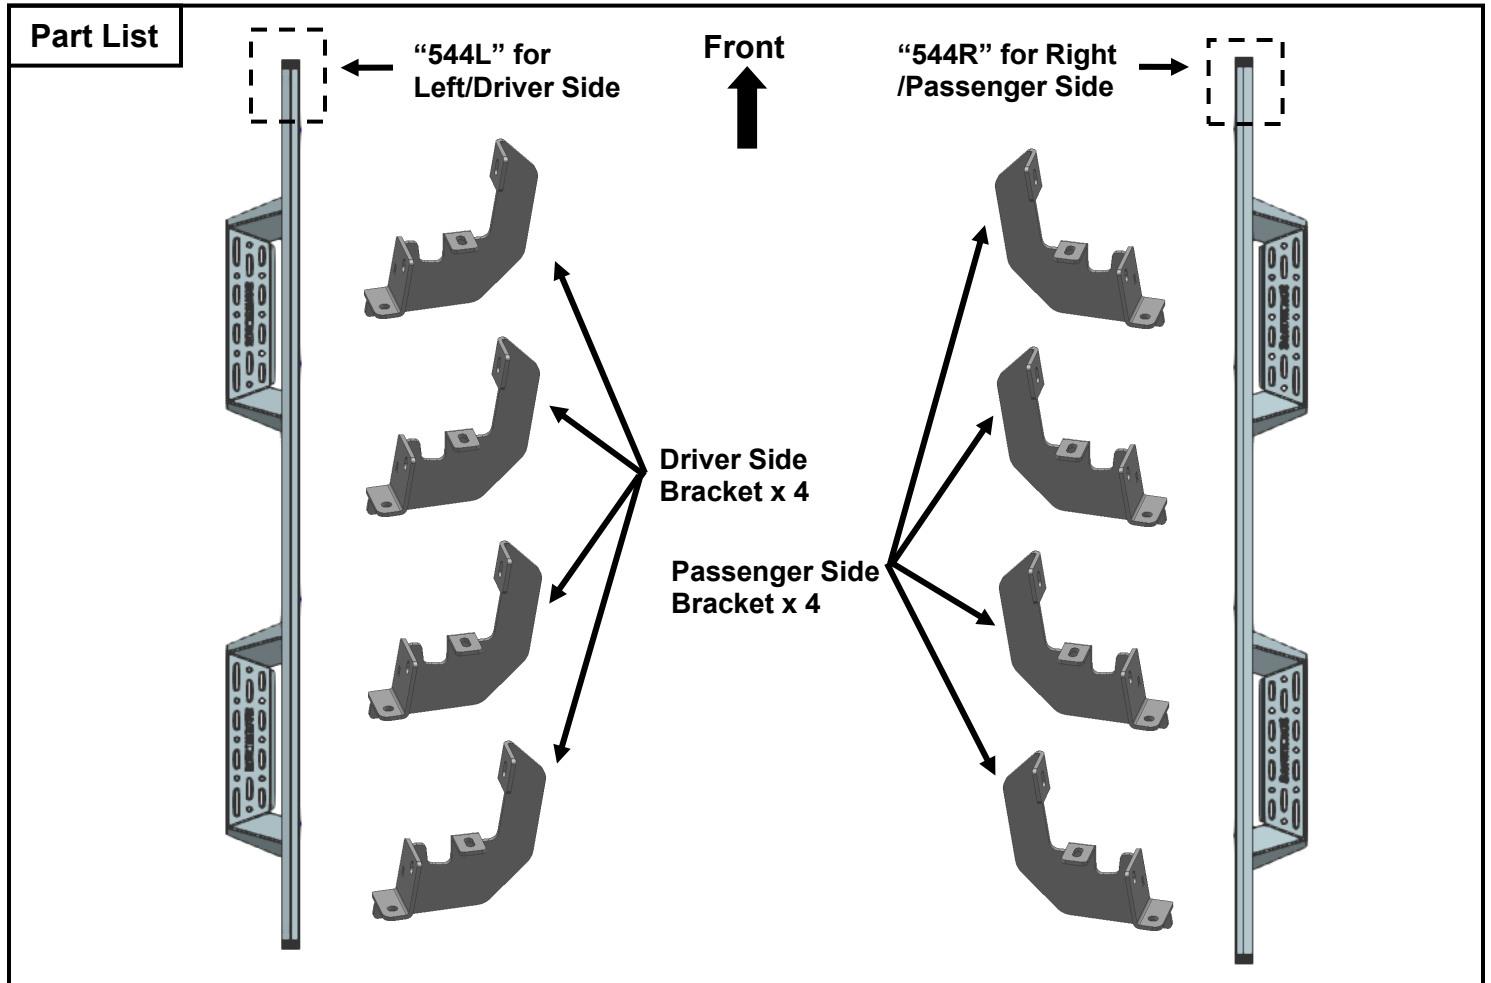 Part List
“544L” for
Left/Driver Side
Front
“544R” for Right
/Passenger Side
Driver Side
Bracket x 4
Passenger Side
Bracket x 4